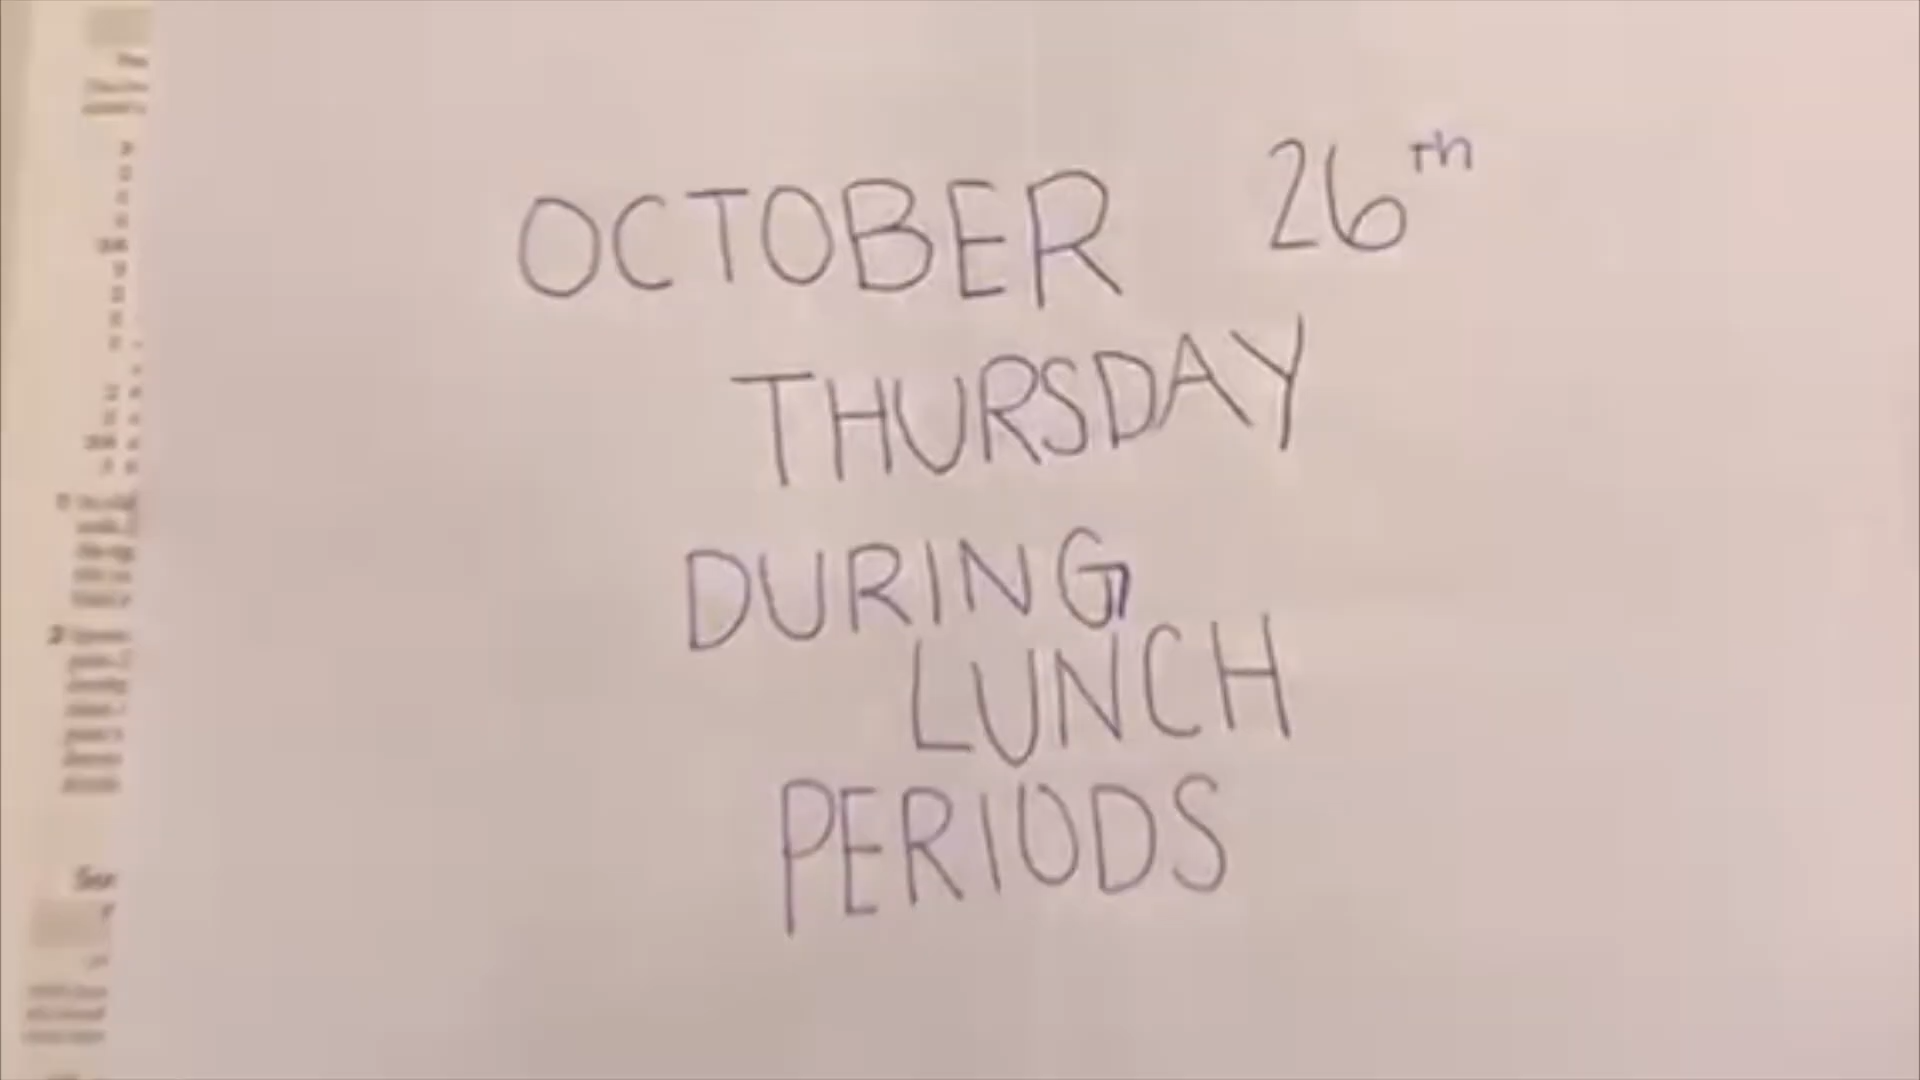 OCTOBER 26th
THURSDAY
DURING
LUNCH
PERIODS